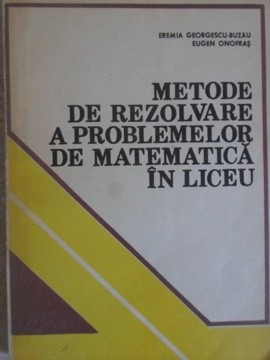 EREMIA GEORGESCU-BUZĂU
EUGEN ONOFRAȘ
METODE
DE REZOLVARE
A PROBLEMELOR
DE MATEMATICĂ
ÎN LICEU